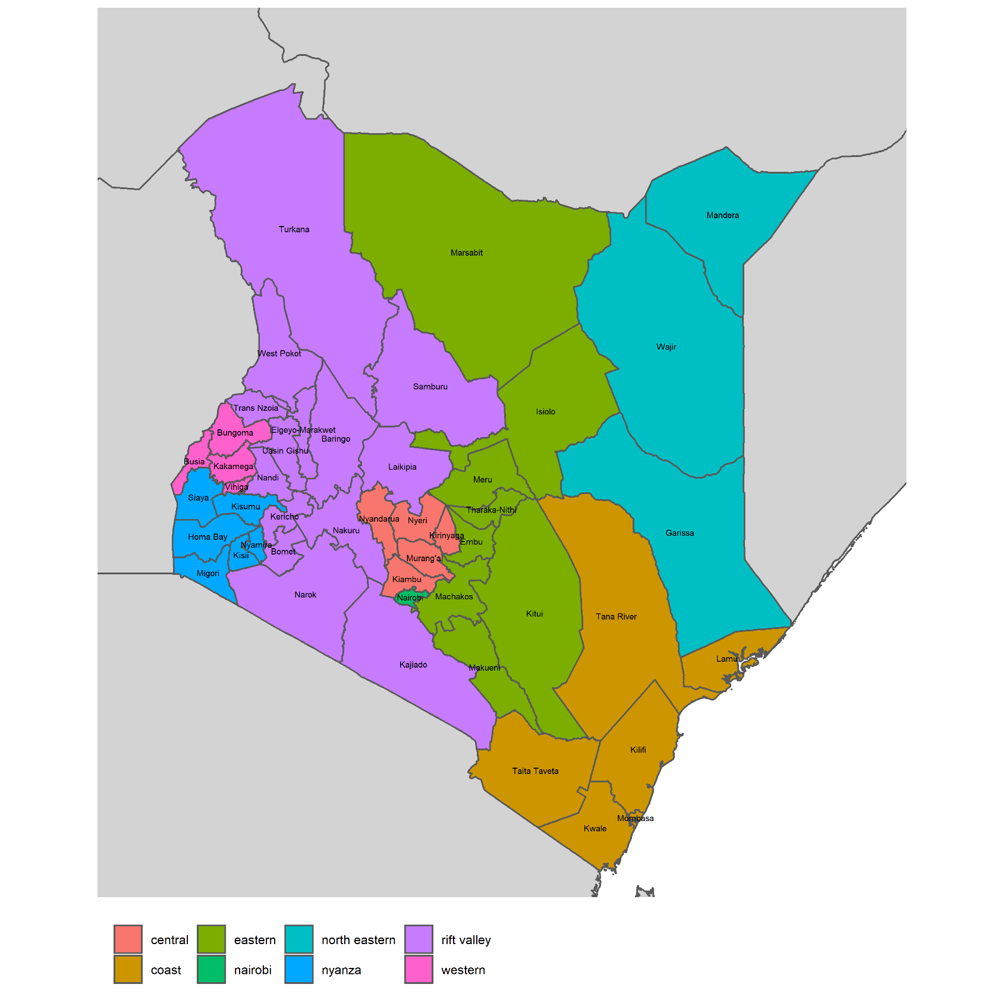 Mandera
Turkana
Marsabit
Wajir
West Pokot
Samburu
Trans Nzoia
Isiolo
Elgeyo-Marakwet
Bungoma
Baringo
Uasin Gishu
Busia
Kakamega
Laikipia
Nandi
Meru
Vihiga
Siaya
Kisumu
Tharaka-Nithi
Kericho
Nyandarua
Nyeri
Nakuru
Garissa
Homa Bay
Kirinyaga
Embu
Nyamira
Bomet
Kisii
Murang'a
Migori
Kiambu
Narok
Nairobi
Machakos
Kitui
Tana River
Lamu
Kajiado
Makueni
Kilifi
Taita Taveta
Mombasa
Kwale
central
eastern
north eastern
rift valley
coast
nairobi
nyanza
western